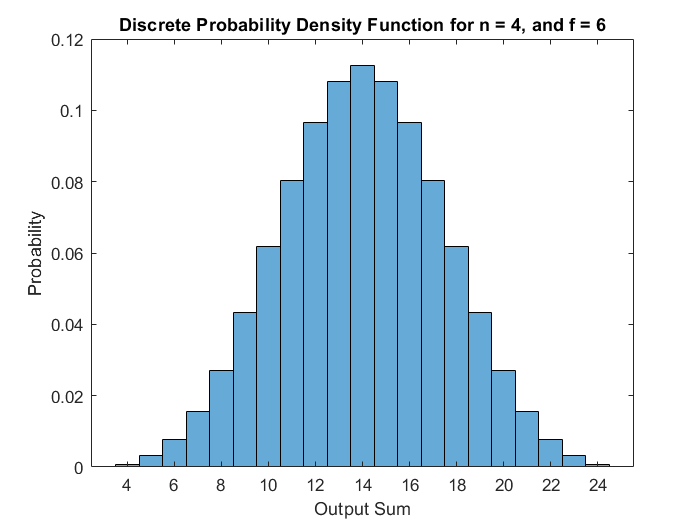 Discrete Probability Density Function for n = 4, and f = 6
0.12
0.1
0.08
0.06
0.04
0.02
0
Probability
4 6 8 10 12 14 16 18 20 22 24
Output Sum